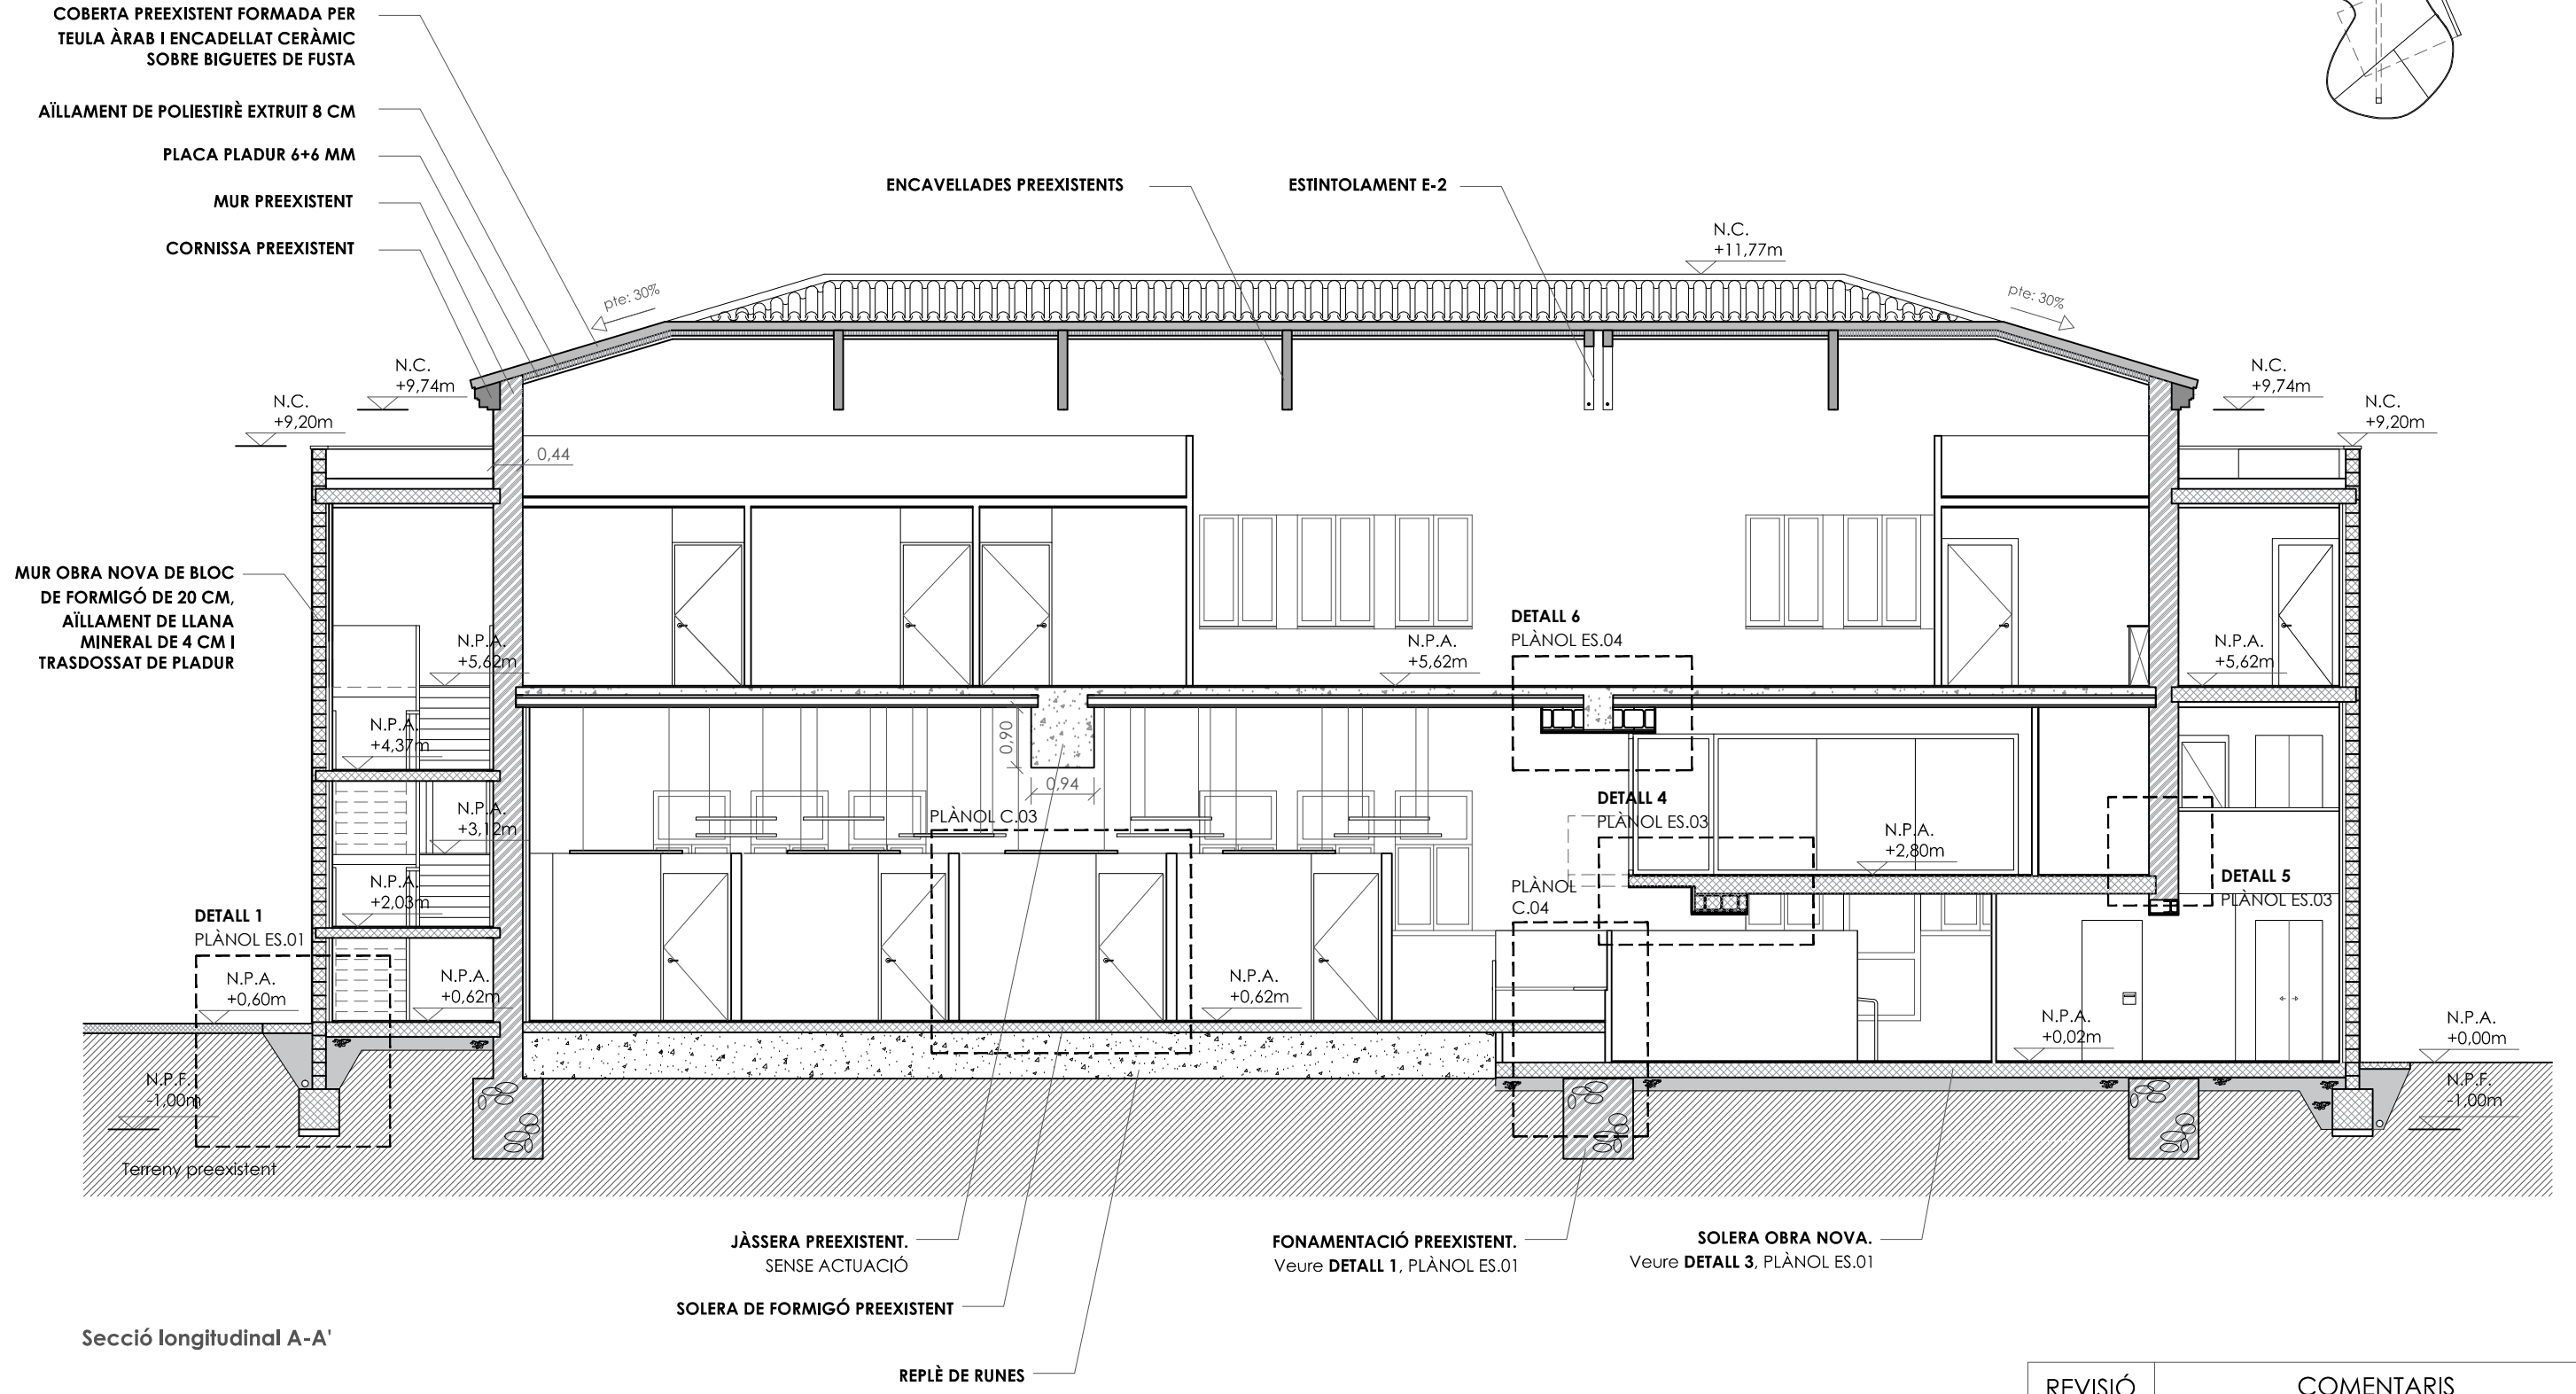 COBERTA PREEXISTENT FORMADA PER
TEULA ÀRAB I ENCADELLAT CERÀMIC
SOBRE BIGUETES DE FUSTA
AÏLLAMENT DE POLIESTIRÈ EXTRUIT 8 CM
PLACA PLADUR 6+6 MM
MUR PREEXISTENT
CORNISSA PREEXISTENT
ENCAVELLADES PREEXISTENTS
ESTINTOLAMENT E-2
N.C.
+11,77m
pte: 30%
pte: 30%
N.C.
+9,74m
N.C.
+9,20m
N.C.
+9,74m
N.C.
+9,20m
0,44
MUR OBRA NOVA DE BLOC
DE FORMIGÓ DE 20 CM,
AÏLLAMENT DE LLANA
MINERAL DE 4 CM I
TRASDOSSAT DE PLADUR
N.P.A.
+5,62m
N.P.A.
+5,62m
DETALL 6
PLÀNOL ES.04
N.P.A.
+5,62m
N.P.A.
+4,37m
0,90
0,94
N.P.A.
+3,12m
PLÀNOL C.03
DETALL 4
PLÀNOL ES.03
N.P.A.
+2,80m
N.P.A.
+2,03m
PLÀNOL
C.04
DETALL 5
PLÀNOL ES.03
DETALL 1
PLÀNOL ES.01
N.P.A.
+0,60m
N.P.A.
+0,62m
N.P.A.
+0,62m
N.P.A.
+0,02m
N.P.A.
+0,00m
N.P.F.
-1,00m
N.P.F.
-1,00m
Terreny preexistent
JÀSSERA PREEXISTENT.
SENSE ACTUACIÓ
FONAMENTACIÓ PREEXISTENT.
Veure DETALL 1, PLÀNOL ES.01
SOLERA OBRA NOVA.
Veure DETALL 3, PLÀNOL ES.01
SOLERA DE FORMIGÓ PREEXISTENT
Secció longitudinal A-A'
REPLÈ DE RUNES
REVISIÓ
COMENTARIS